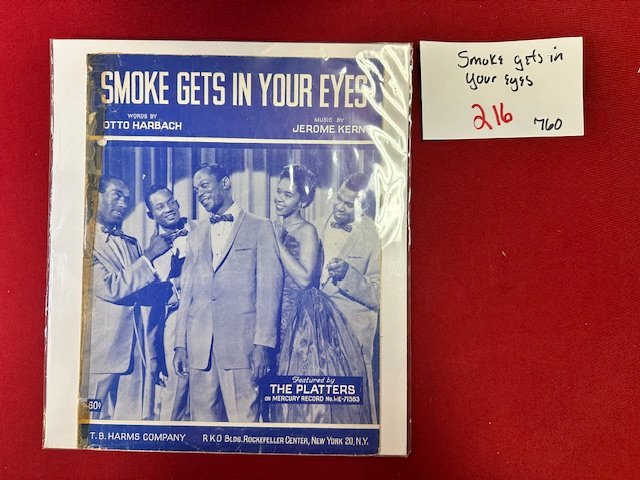 SMOKE GETS IN YOUR EYES
WORDS BY
OTTO HARBACH
MUSIC BY
JEROME KERN
Featured by
THE PLATTERS
ON MERCURY RECORD No. ME-71383
60¢
T. B. HARMS COMPANY R K O BLDG. ROCKEFELLER CENTER, NEW YORK 20, N.Y.
Smoke gets in
your eyes
216
760